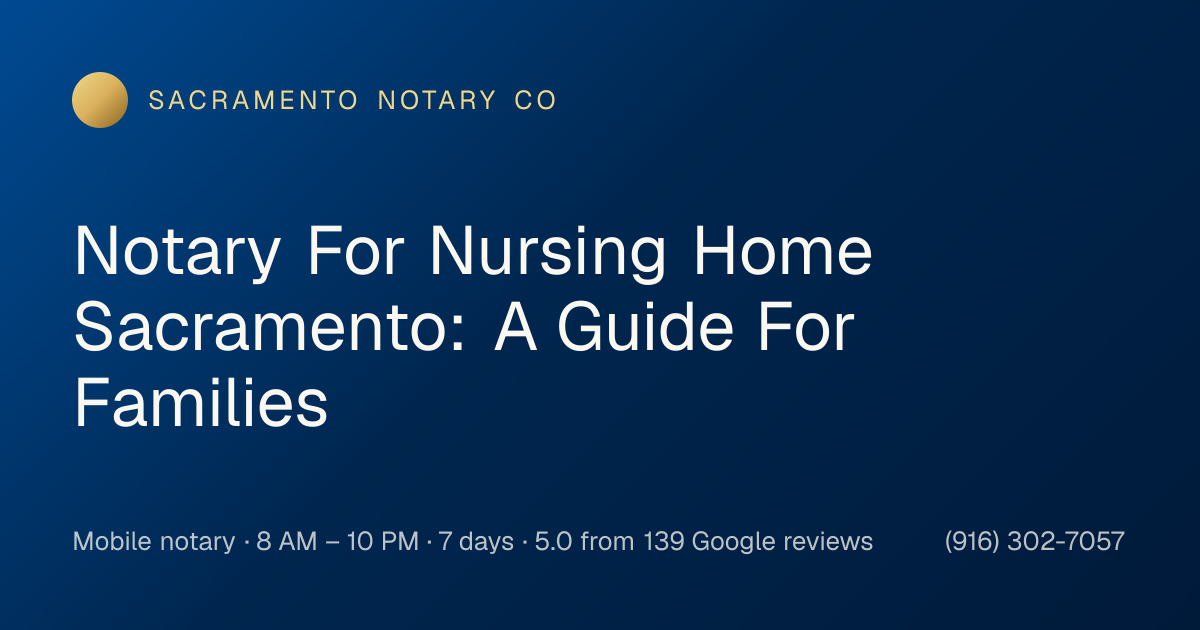 SACRAMENTO NOTARY CO
Notary For Nursing Home
Sacramento: A Guide For
Families
Mobile notary · 8 AM – 10 PM · 7 days · 5.0 from 139 Google reviews
(916) 302-7057